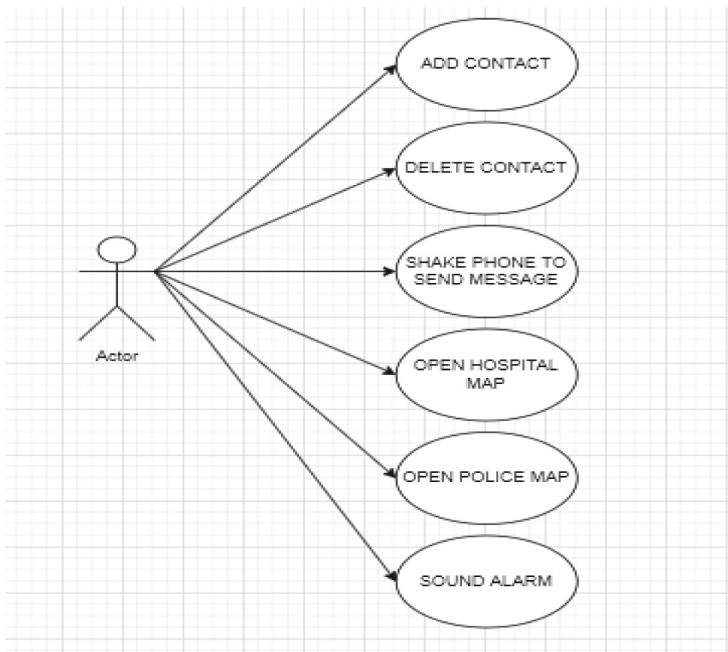 ADD CONTACT
DELETE CONTACT
SHAKE PHONE TO
SEND MESSAGE
Actor
OPEN HOSPITAL
MAP
OPEN POLICE MAP
SOUND ALARM